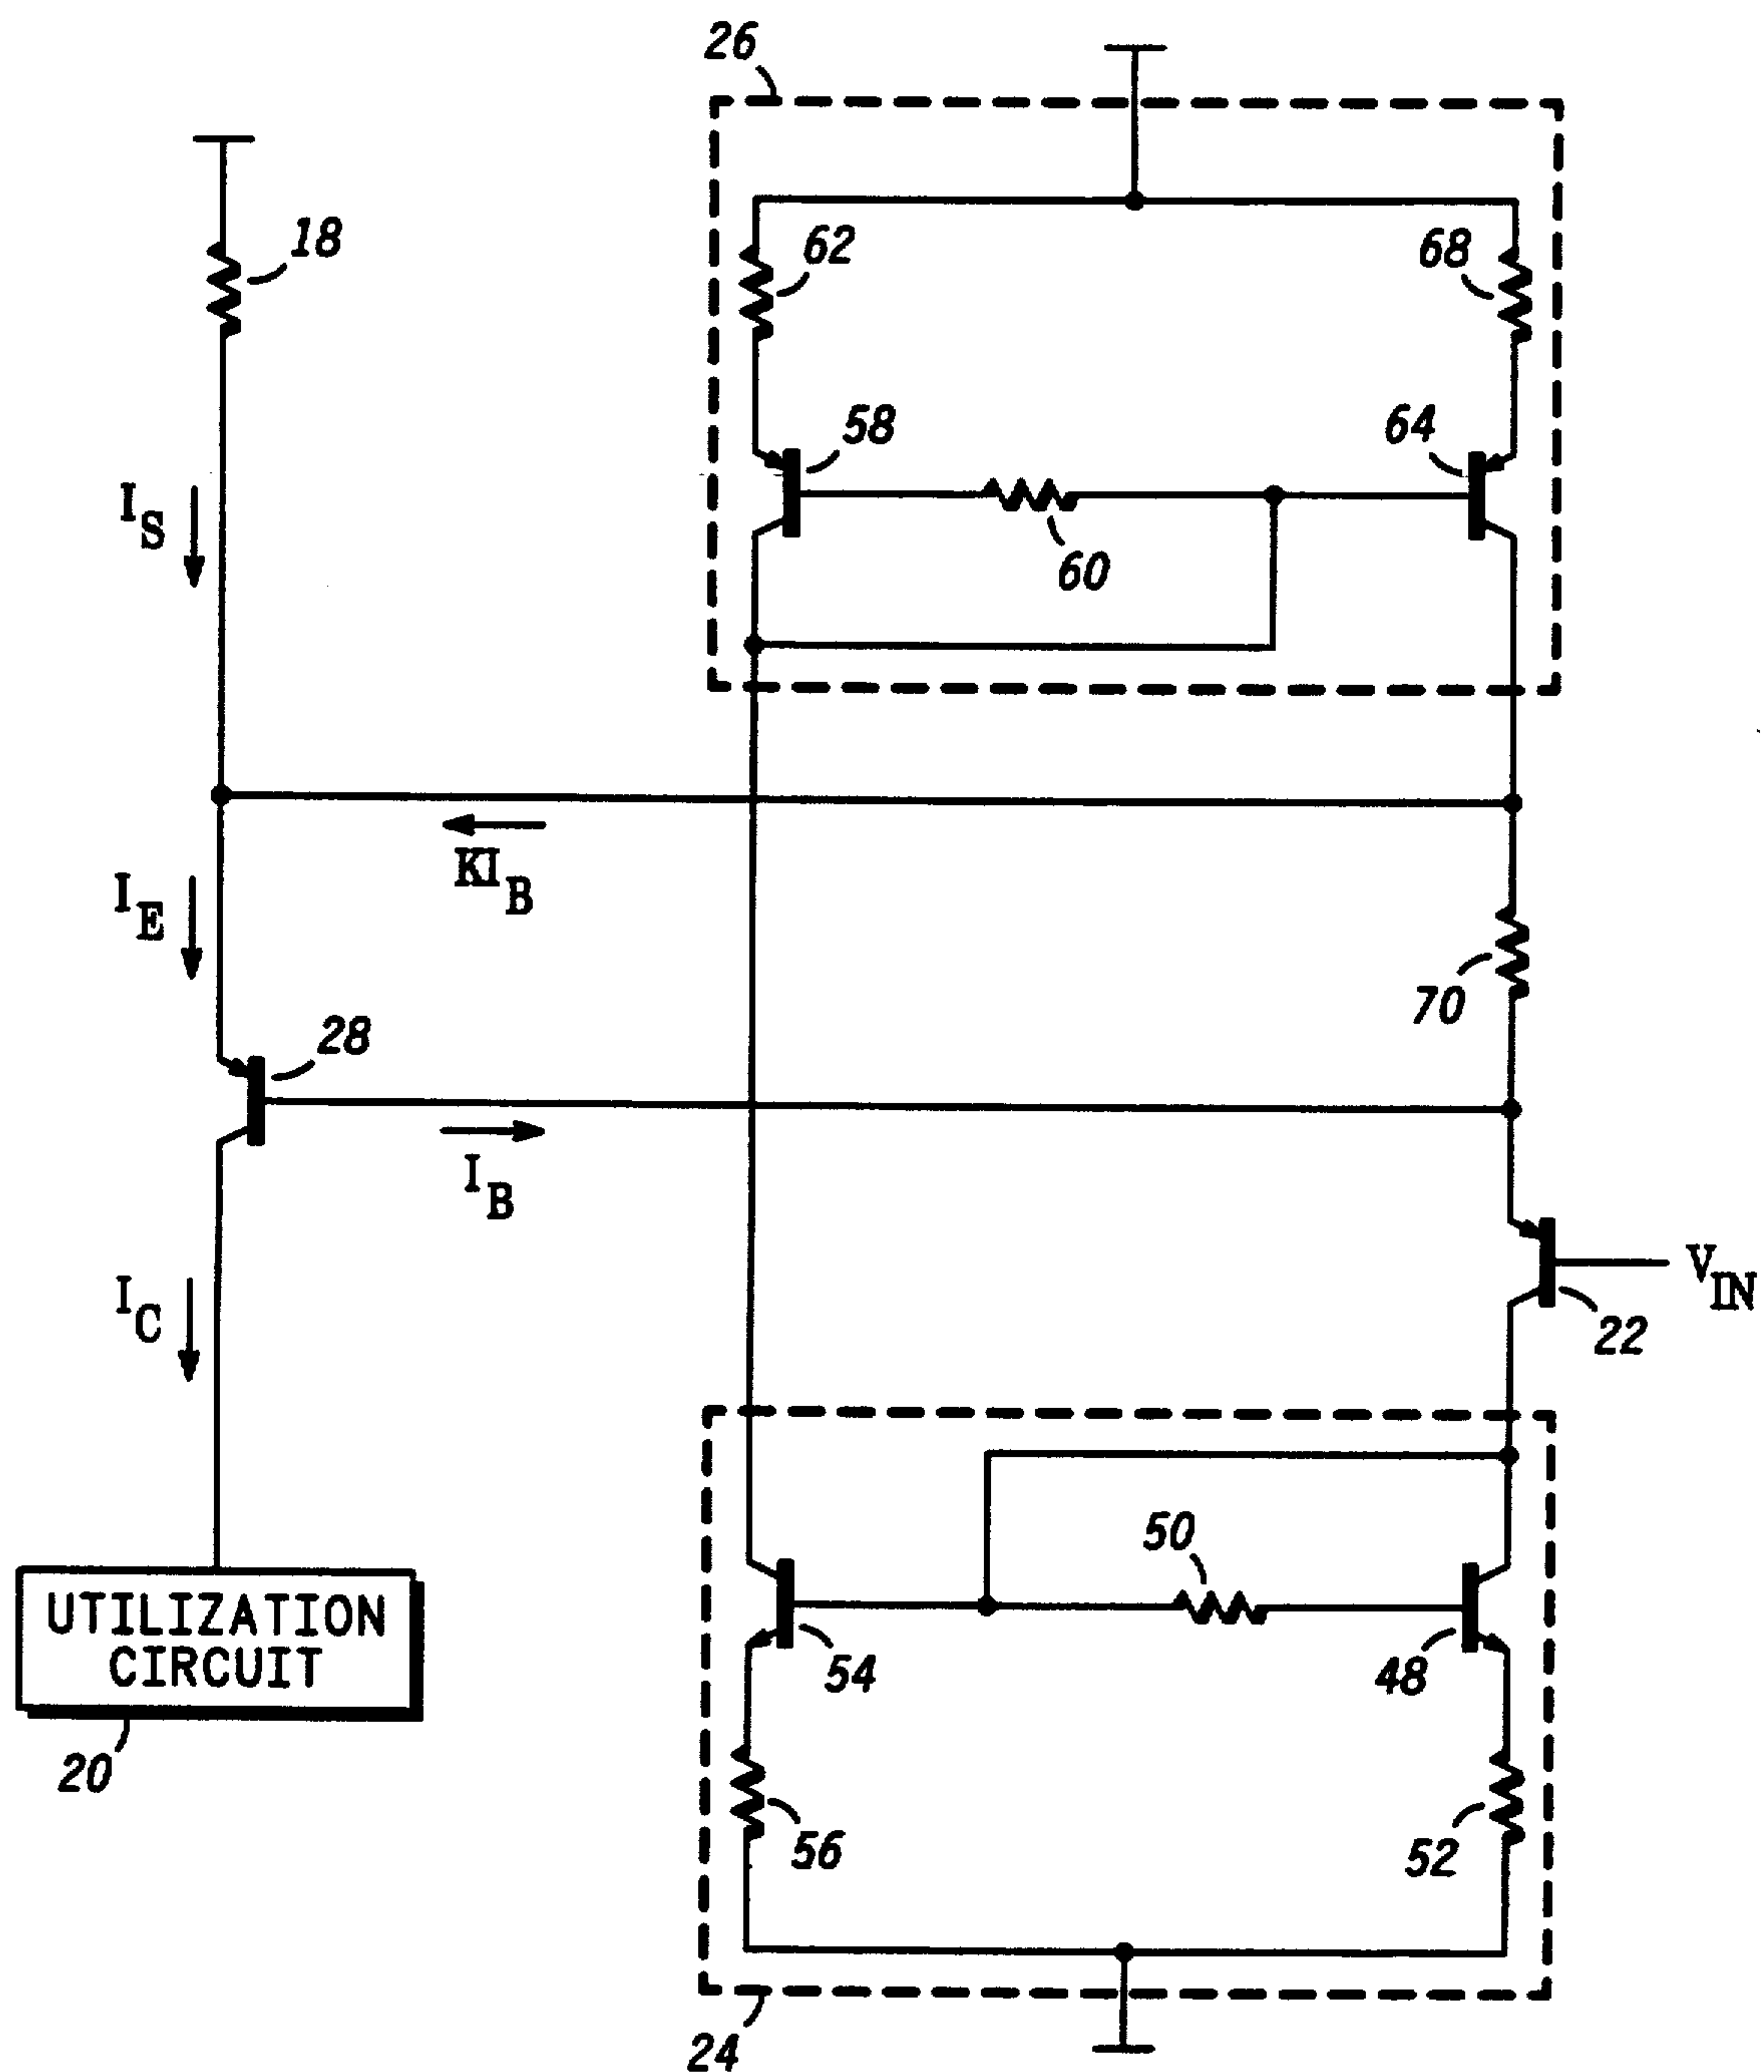 26
18
62
68
58
64
I_S
60
KI_B
I_E
70
28
I_B
V_IN
I_C
22
50
UTILIZATION
CIRCUIT
54
48
20
56
52
24